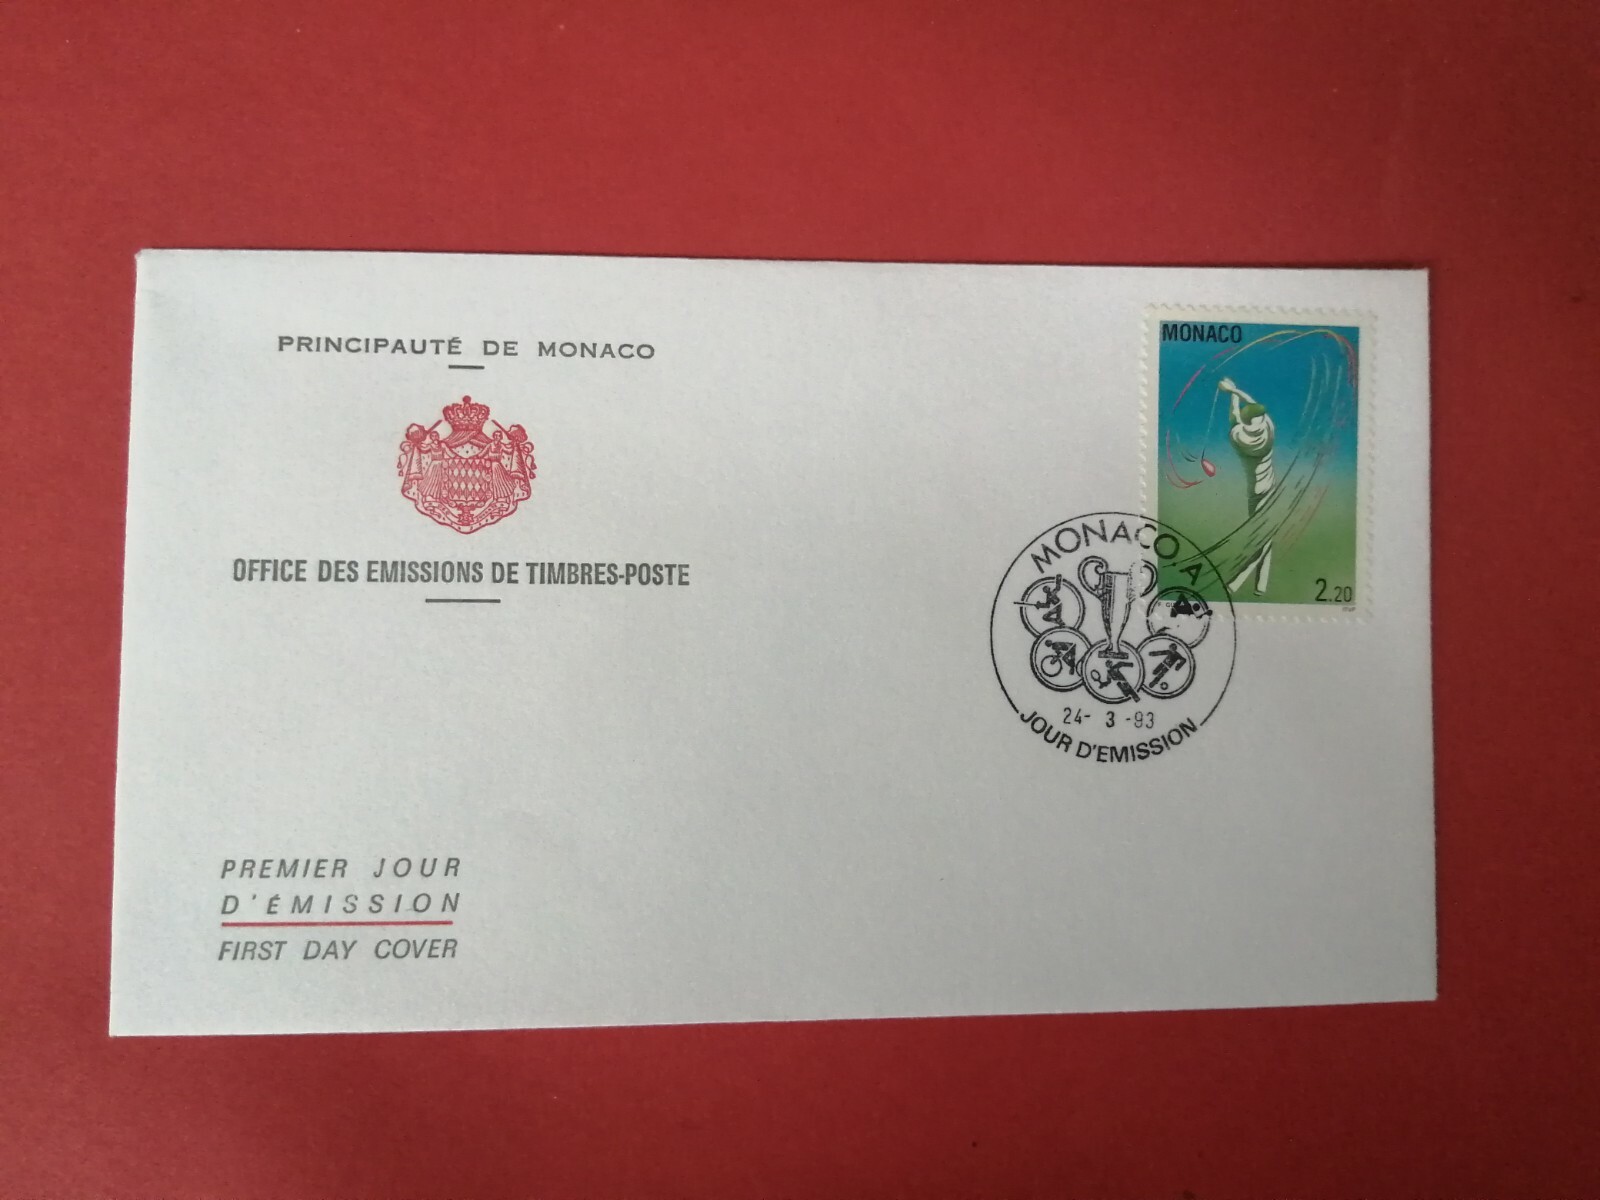 PRINCIPAUTÉ DE MONACO
OFFICE DES EMISSIONS DE TIMBRES-POSTE
MONACO
2.20
MONACO.A
24- 3 -93
JOUR D'EMISSION
PREMIER JOUR
D'ÉMISSION
FIRST DAY COVER